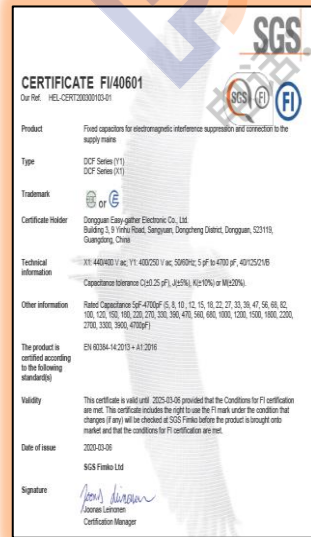 SGS
CERTIFICATE FI/40601
Our Ref. HEL-CERT200300103-01
SGS FI
FI
Product
Fixed capacitors for electromagnetic interference suppression and connection to the
supply mains
Type
DCF Series (Y1)
DCF Series (X1)
Trademark
or
Certificate Holder
Dongguan Easy-gather Electronic Co., Ltd.
Building 3, 9 Yinhu Road, Sangyuan, Dongcheng District, Dongguan, 523119,
Guangdong, China
Technical
information
X1: 440/400 V ac, Y1: 400/250 V ac, 50/60Hz, 5 pF to 4700 pF, 40/125/21/B
Capacitance tolerance C(±0.25 pF), J(±5%), K(±10%) or M(±20%).
Other information
Rated Capacitance 5pF-4700pF (5, 8, 10, 12, 15, 18, 22, 27, 33, 39, 47, 56, 68, 82,
100, 120, 150, 180, 220, 270, 330, 390, 470, 560, 680, 1000, 1200, 1500, 1800, 2200,
2700, 3300, 3900, 4700pF)
The product is
certified according
to the following
standard(s)
EN 60384-14:2013 + A1:2016
Validity
This certificate is valid until 2025-03-06 provided that the Conditions for FI certification
are met. This certificate includes the right to use the FI mark under the condition that
changes (if any) will be checked at SGS Fimko before the product is brought onto
market and that the conditions for FI certification are met.
Date of issue
2020-03-06
SGS Fimko Ltd
Signature
Joonas Leinonen
Joonas Leinonen
Certification Manager